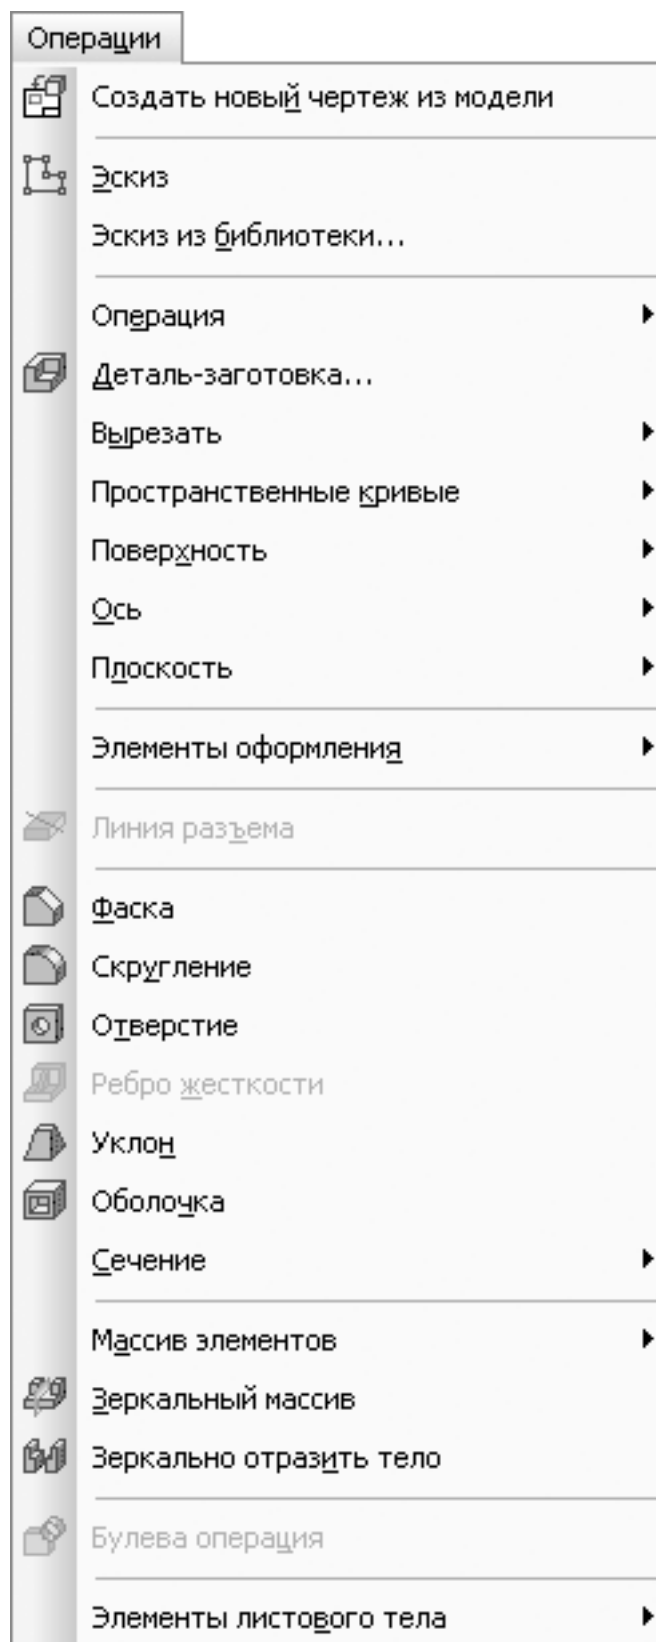 Операции
Создать новый чертеж из модели
Эскиз
Эскиз из библиотеки...
Операция
Деталь-заготовка...
Вырезать
Пространственные кривые
Поверхность
Ось
Плоскость
Элементы оформления
Линия разъема
Фаска
Скругление
Отверстие
Ребро жесткости
Уклон
Оболочка
Сечение
Массив элементов
Зеркальный массив
Зеркально отразить тело
Булева операция
Элементы листового тела